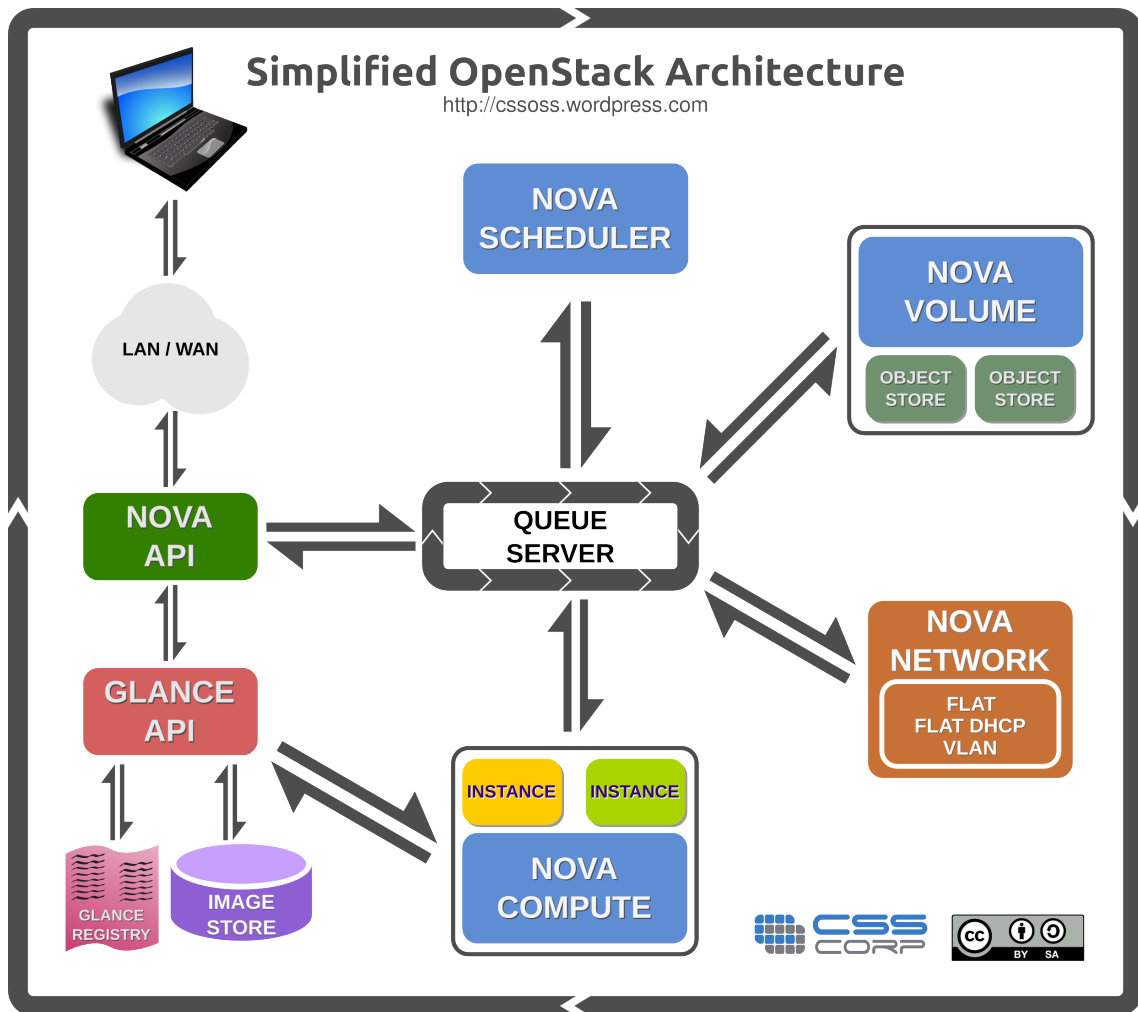 Simplified OpenStack Architecture
http://cssoss.wordpress.com
NOVA
SCHEDULER
NOVA
VOLUME
OBJECT
STORE
OBJECT
STORE
LAN / WAN
NOVA
API
QUEUE
SERVER
NOVA
NETWORK
FLAT
FLAT DHCP
VLAN
GLANCE
API
INSTANCE
INSTANCE
NOVA
COMPUTE
GLANCE
REGISTRY
IMAGE
STORE
CSS
CORP
cc
BY SA